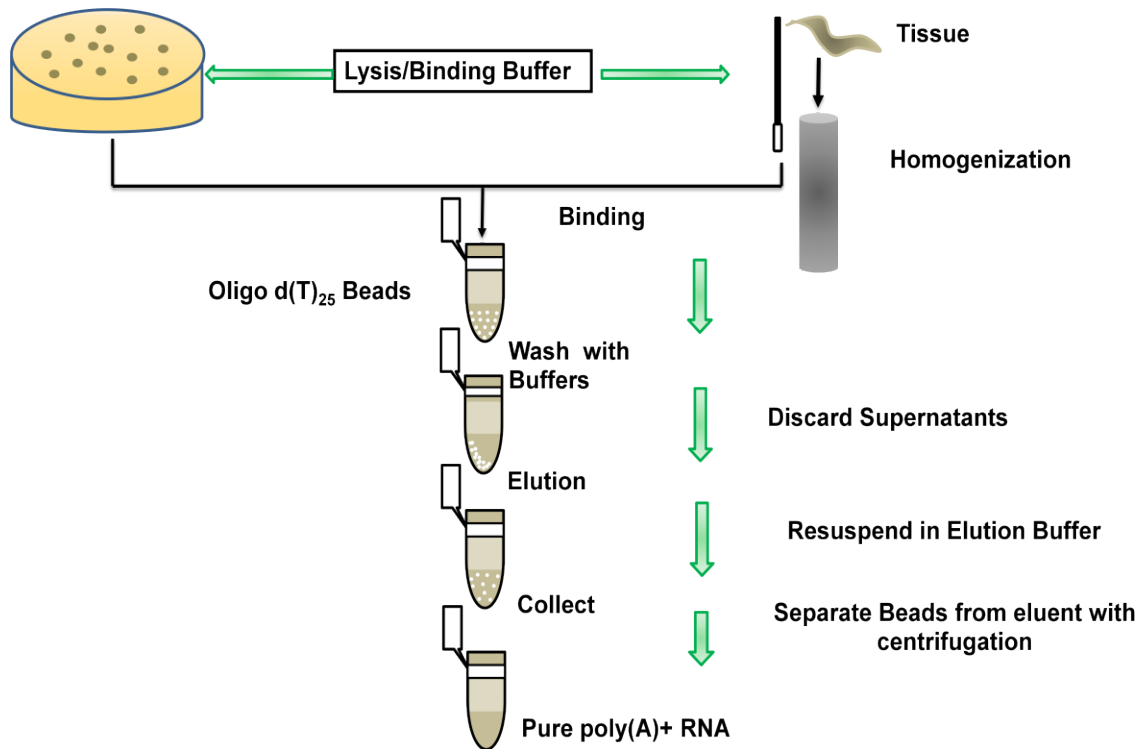 Lysis/Binding Buffer
Tissue
Homogenization
Binding
Oligo d(T)₂₅ Beads
Wash with
Buffers
Discard Supernatants
Elution
Resuspend in Elution Buffer
Collect
Separate Beads from eluent with
centrifugation
Pure poly(A)+ RNA